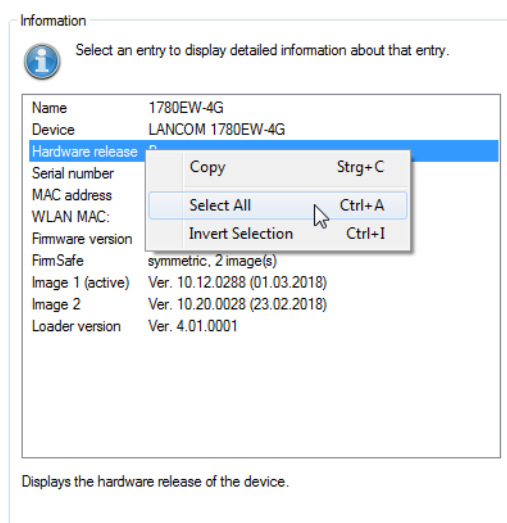 Information
Select an entry to display detailed information about that entry.
Name 1780EW-4G
Device LANCOM 1780EW-4G
Hardware release
Serial number
Copy Strg+C
MAC address
Select All Ctrl+A
WLAN MAC:
Invert Selection Ctrl+I
Firmware version
FirmSafe symmetric, 2 image(s)
Image 1 (active) Ver. 10.12.0288 (01.03.2018)
Image 2 Ver. 10.20.0028 (23.02.2018)
Loader version Ver. 4.01.0001
Displays the hardware release of the device.